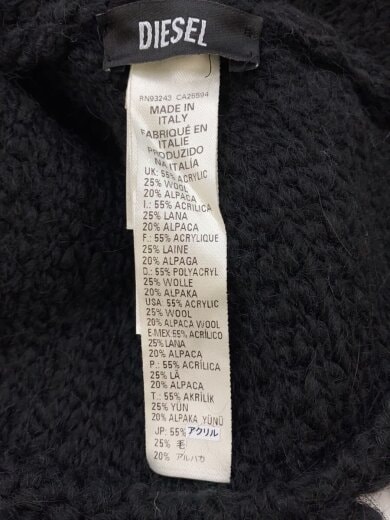 DIESEL
RN93243 CA25594
MADE IN
ITALY
FABRIQUÉ EN
ITALIE
PRODUZIDO
NA ITALÍA
UK: 55% ACRYLIC
25% WOOL
20% ALPACA
I.: 55% ACRILICA
25% LANA
20% ALPACA
F.: 55% ACRYLIQUE
25% LAINE
20% ALPAGA
D.: 55% POLYACRYL
25% WOLLE
20% ALPAKA
USA: 55% ACRYLIC
25% WOOL
20% ALPACA WOOL
E-MEX 55% ACRÍLICO
25% LANA
20% ALPACA
P.: 55% ACRÍLICA
25% LÃ
20% ALPACA
T.: 55% AKRİLİK
25% YÜN
20% ALPAKA YÜNÜ
JP: 55% アクリル
25% 毛
20% アルパカ